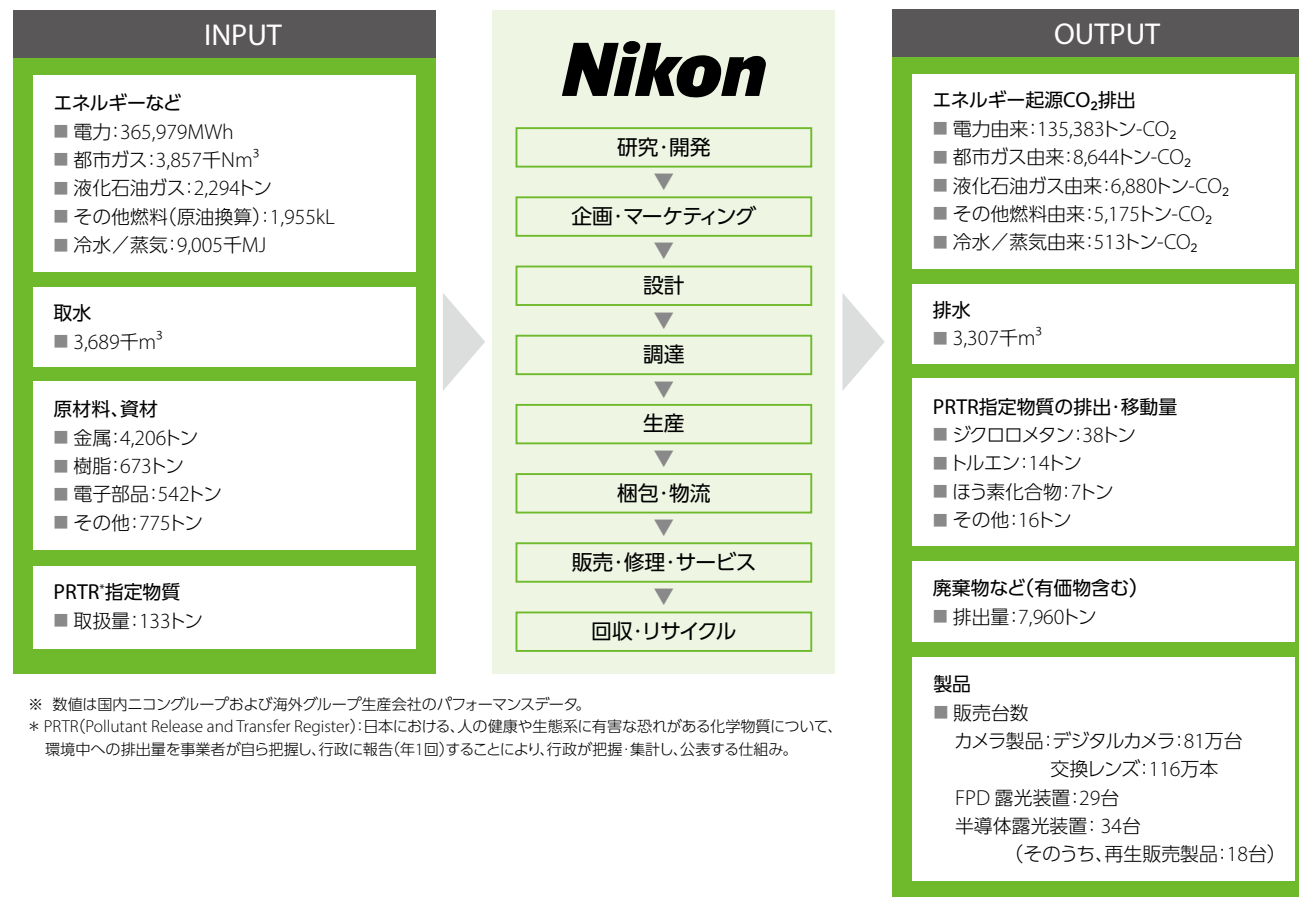 INPUT
エネルギーなど
■ 電力：365,979MWh
■ 都市ガス：3,857千Nm³
■ 液化石油ガス：2,294トン
■ その他燃料（原油換算）：1,955kL
■ 冷水／蒸気：9,005千MJ
取水
■ 3,689千m³
原材料、資材
■ 金属：4,206トン
■ 樹脂：673トン
■ 電子部品：542トン
■ その他：775トン
PRTR*指定物質
■ 取扱量：133トン
Nikon
研究・開発
企画・マーケティング
設計
調達
生産
梱包・物流
販売・修理・サービス
回収・リサイクル
OUTPUT
エネルギー起源CO₂排出
■ 電力由来：135,383トン-CO₂
■ 都市ガス由来：8,644トン-CO₂
■ 液化石油ガス由来：6,880トン-CO₂
■ その他燃料由来：5,175トン-CO₂
■ 冷水／蒸気由来：513トン-CO₂
排水
■ 3,307千m³
PRTR指定物質の排出・移動量
■ ジクロロメタン：38トン
■ トルエン：14トン
■ ほう素化合物：7トン
■ その他：16トン
廃棄物など（有価物含む）
■ 排出量：7,960トン
製品
■ 販売台数
カメラ製品：デジタルカメラ：81万台
交換レンズ：116万本
FPD 露光装置：29台
半導体露光装置： 34台
（そのうち、再生販売製品：18台）
※ 数値は国内ニコングループおよび海外グループ生産会社のパフォーマンスデータ。
＊ PRTR（Pollutant Release and Transfer Register）：日本における、人の健康や生態系に有害な恐れがある化学物質について、
環境中への排出量を事業者が自ら把握し、行政に報告（年1回）することにより、行政が把握・集計し、公表する仕組み。